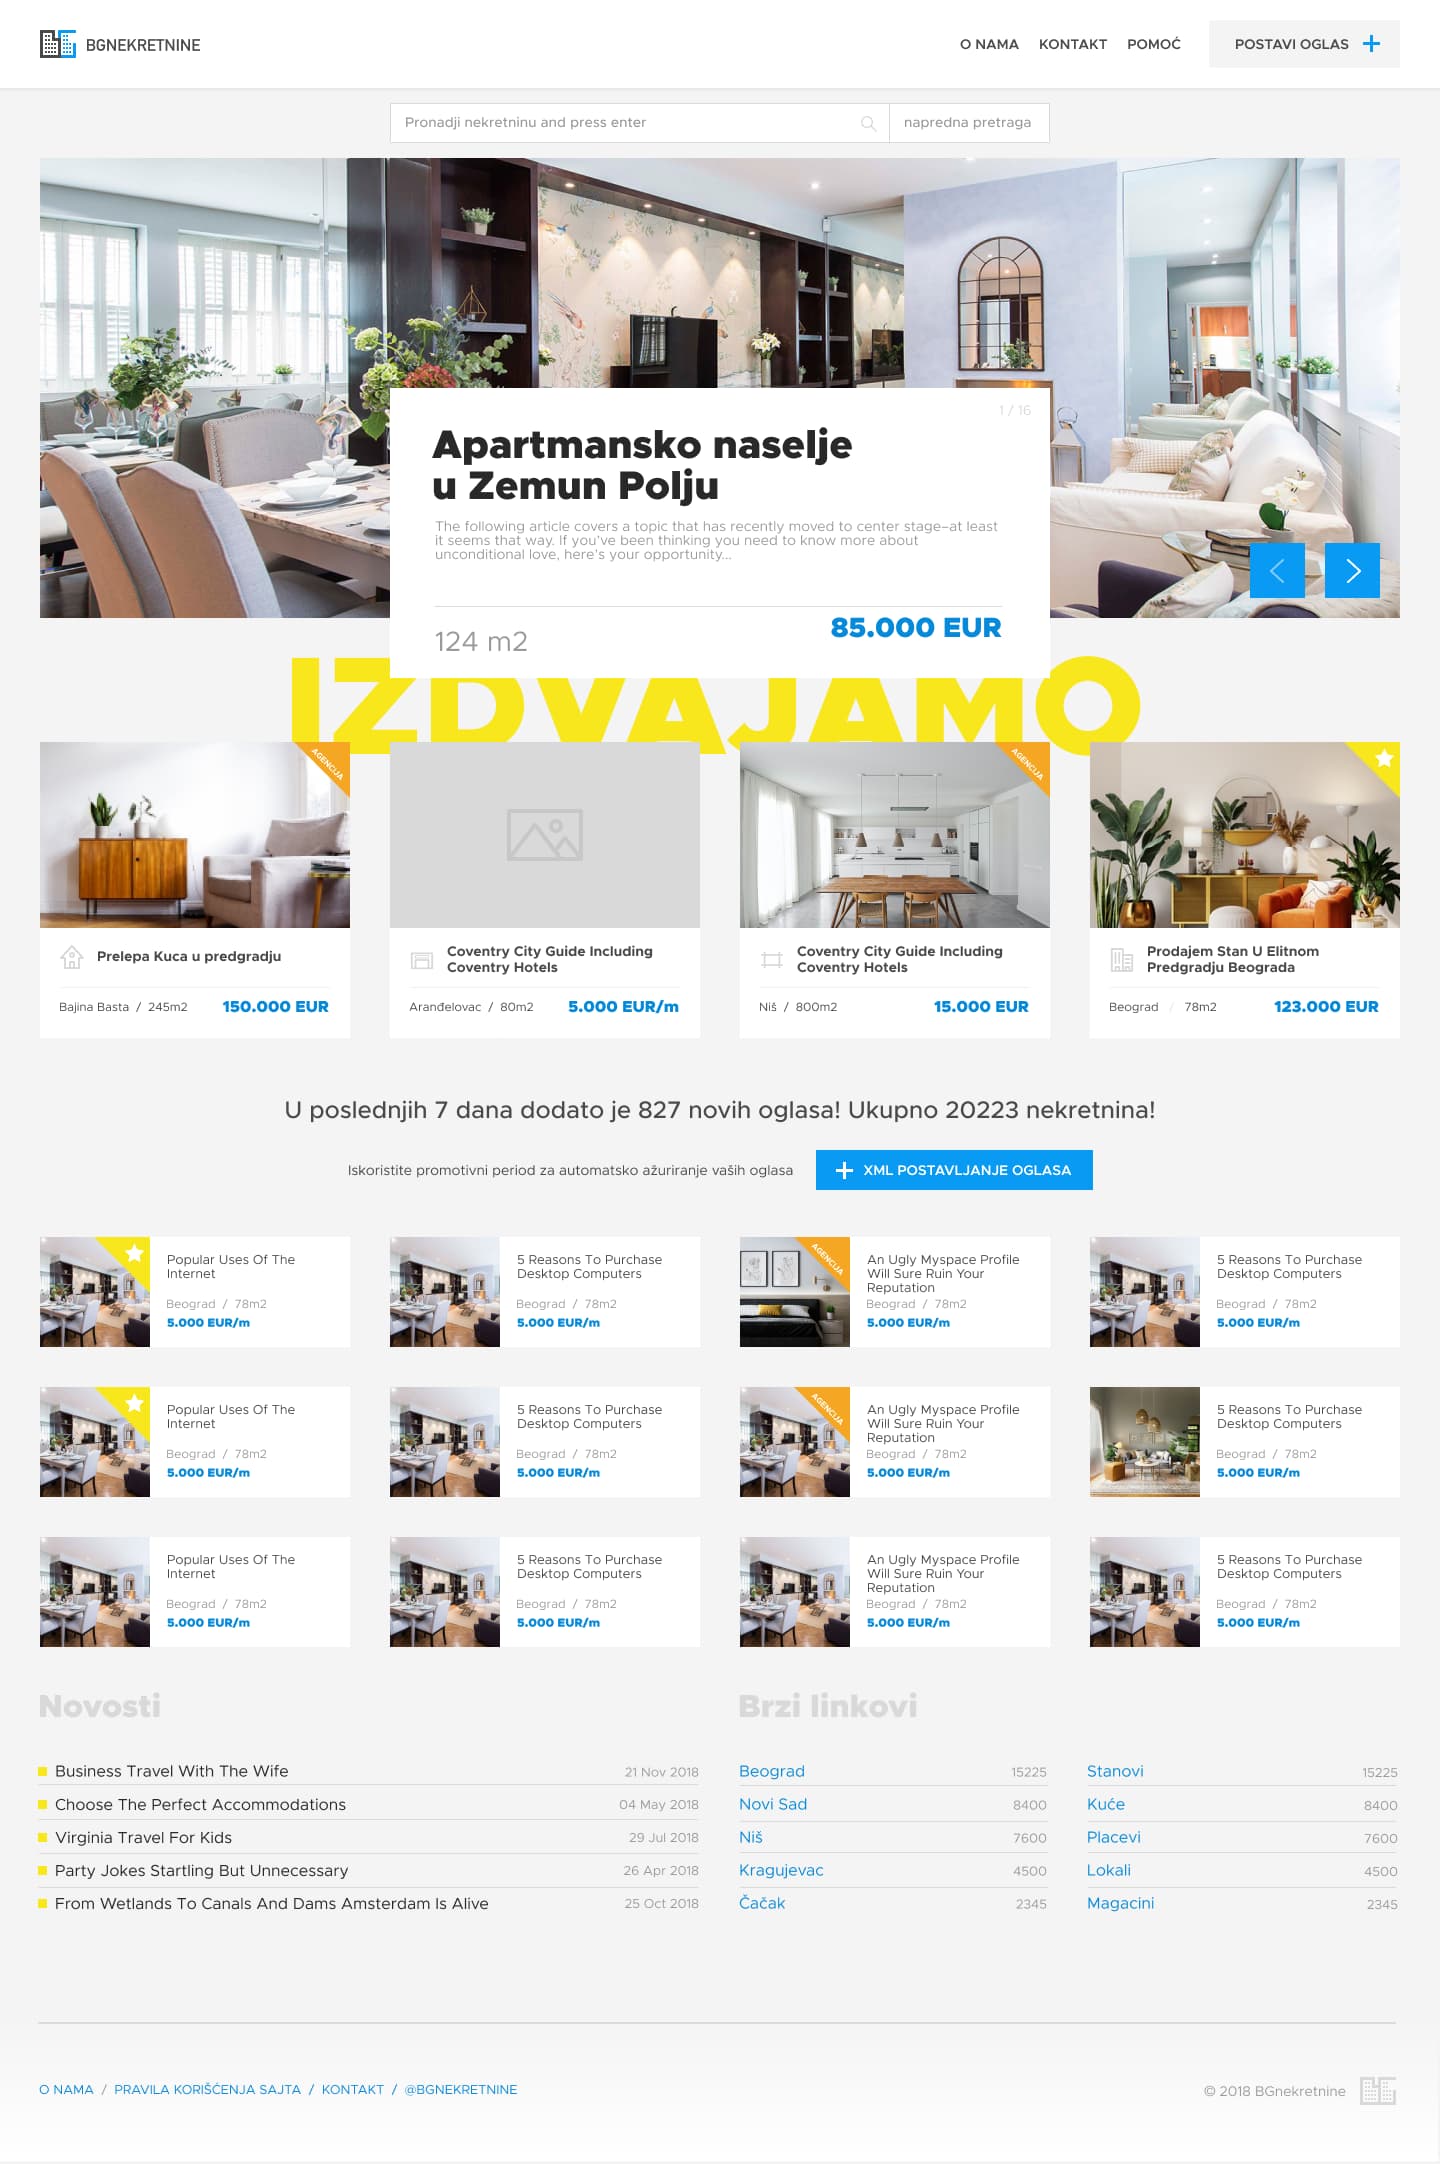 BGNEKRETNINE
O NAMA KONTAKT POMOĆ POSTAVI OGLAS
Pronadji nekretninu and press enter
napredna pretraga
1 / 16
Apartmansko naselje
u Zemun Polju
The following article covers a topic that has recently moved to center stage–at least
it seems that way. If you've been thinking you need to know more about
unconditional love, here's your opportunity...
124 m2
85.000 EUR
IZDVAJAMO
AGENCIJA
Prelepa Kuca u predgradju
Bajina Basta / 245m2
150.000 EUR
Coventry City Guide Including
Coventry Hotels
Aranđelovac / 80m2
5.000 EUR/m
AGENCIJA
Coventry City Guide Including
Coventry Hotels
Niš / 800m2
15.000 EUR
Prodajem Stan U Elitnom
Predgradju Beograda
Beograd / 78m2
123.000 EUR
U poslednjih 7 dana dodato je 827 novih oglasa! Ukupno 20223 nekretnina!
Iskoristite promotivni period za automatsko ažuriranje vaših oglasa
XML POSTAVLJANJE OGLASA
Popular Uses Of The
Internet
Beograd / 78m2
5.000 EUR/m
5 Reasons To Purchase
Desktop Computers
Beograd / 78m2
5.000 EUR/m
AGENCIJA
An Ugly Myspace Profile
Will Sure Ruin Your
Reputation
Beograd / 78m2
5.000 EUR/m
5 Reasons To Purchase
Desktop Computers
Beograd / 78m2
5.000 EUR/m
Popular Uses Of The
Internet
Beograd / 78m2
5.000 EUR/m
5 Reasons To Purchase
Desktop Computers
Beograd / 78m2
5.000 EUR/m
AGENCIJA
An Ugly Myspace Profile
Will Sure Ruin Your
Reputation
Beograd / 78m2
5.000 EUR/m
5 Reasons To Purchase
Desktop Computers
Beograd / 78m2
5.000 EUR/m
Popular Uses Of The
Internet
Beograd / 78m2
5.000 EUR/m
5 Reasons To Purchase
Desktop Computers
Beograd / 78m2
5.000 EUR/m
An Ugly Myspace Profile
Will Sure Ruin Your
Reputation
Beograd / 78m2
5.000 EUR/m
5 Reasons To Purchase
Desktop Computers
Beograd / 78m2
5.000 EUR/m
Novosti
Business Travel With The Wife 21 Nov 2018
Choose The Perfect Accommodations 04 May 2018
Virginia Travel For Kids 29 Jul 2018
Party Jokes Startling But Unnecessary 26 Apr 2018
From Wetlands To Canals And Dams Amsterdam Is Alive 25 Oct 2018
Brzi linkovi
Beograd 15225
Novi Sad 8400
Niš 7600
Kragujevac 4500
Čačak 2345
Stanovi 15225
Kuće 8400
Placevi 7600
Lokali 4500
Magacini 2345
O NAMA / PRAVILA KORIŠĆENJA SAJTA / KONTAKT / @BGNEKRETNINE
© 2018 BGnekretnine